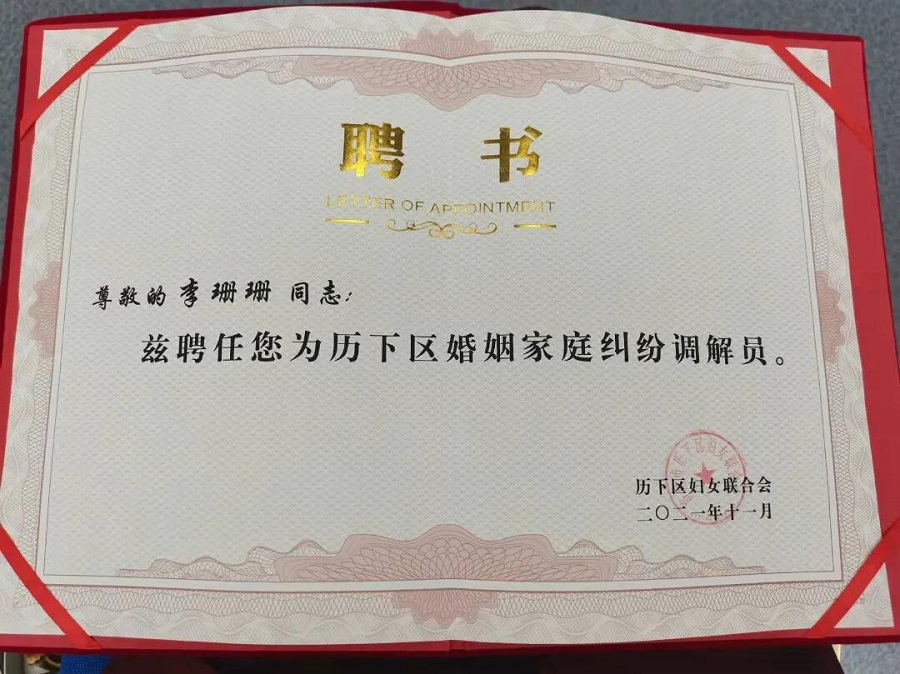 聘 书
LETTER OF APPOINTMENT
尊敬的 李珊珊 同志：
兹聘任您为历下区婚姻家庭纠纷调解员。
历下区妇女联合会
二〇二一年十一月